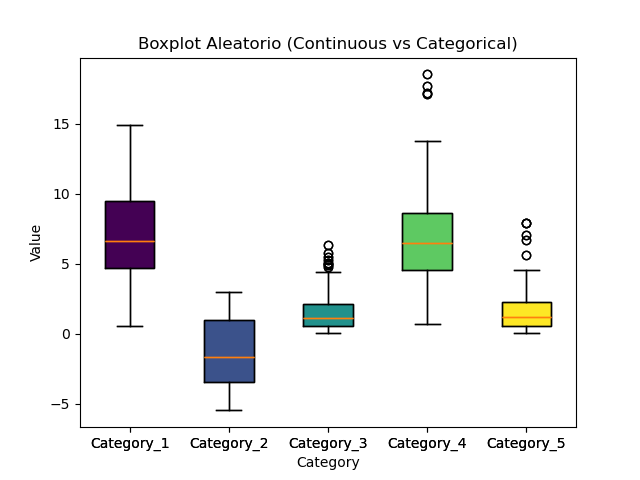 Boxplot Aleatorio (Continuous vs Categorical)
Value
15
10
5
0
−5
Category_1 Category_2 Category_3 Category_4 Category_5
Category